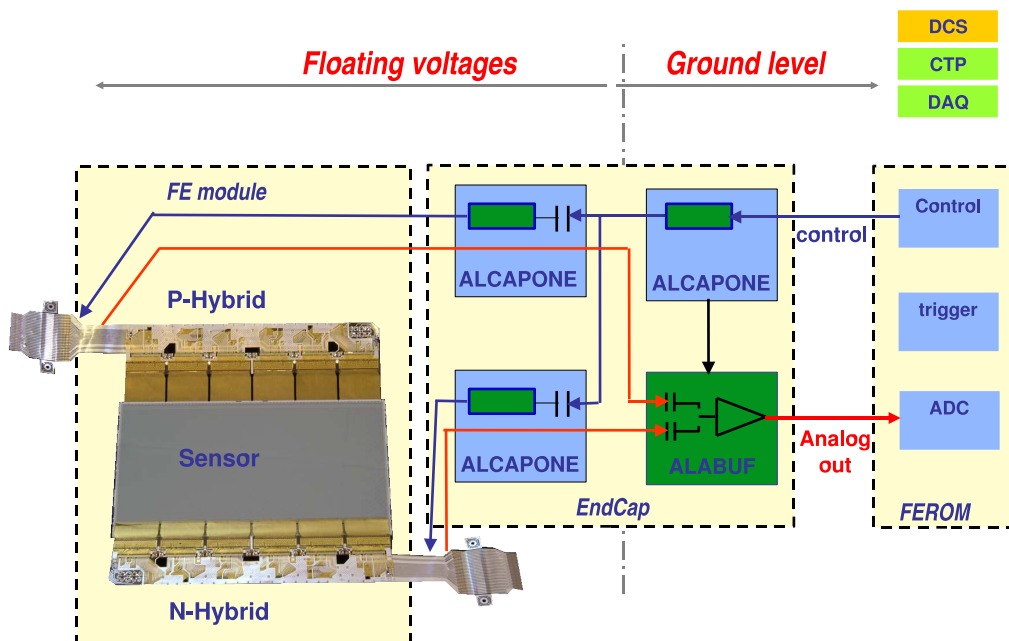 DCS
Floating voltages
Ground level
CTP
DAQ
FE module
Control
control
ALCAPONE
ALCAPONE
P-Hybrid
trigger
ADC
Sensor
Analog
out
ALCAPONE
ALABUF
EndCap
FEROM
N-Hybrid